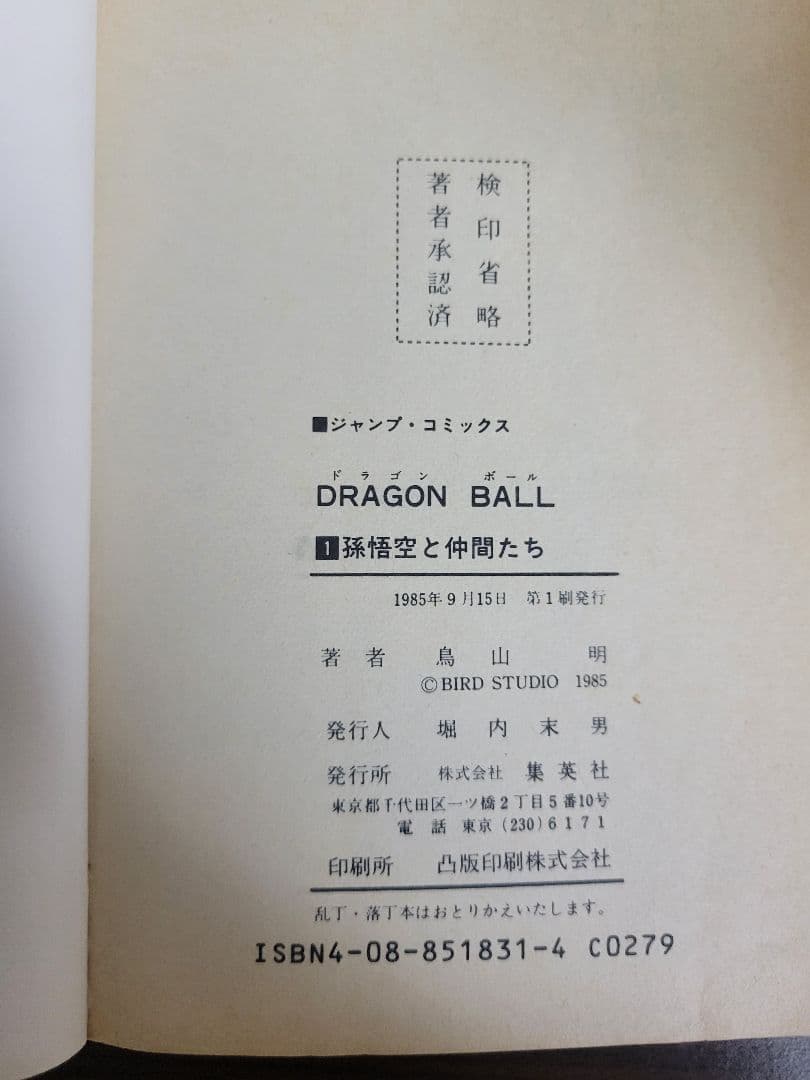 検印省略
著者承認済
■ジャンプ・コミックス
ドラゴン ボール
DRAGON BALL
1孫悟空と仲間たち
1985年9月15日 第1刷発行
著者 鳥山 明
©BIRD STUDIO 1985
発行人 堀内末男
発行所 株式会社 集英社
東京都千代田区一ツ橋2丁目5番10号
電話 東京(230)6171
印刷所 凸版印刷株式会社
乱丁・落丁本はおとりかえいたします。
ISBN4-08-851831-4 C0279